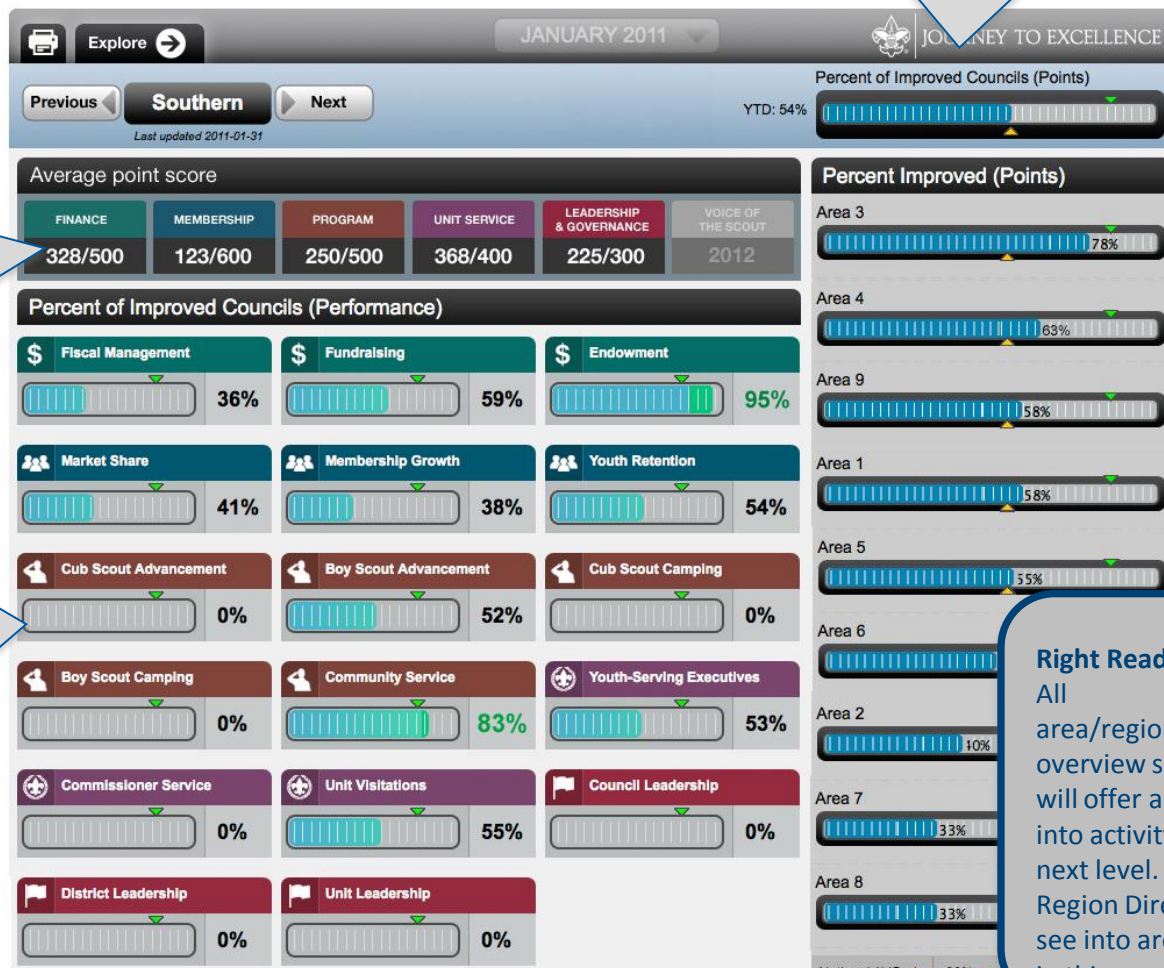 Explore
JANUARY 2011
JOURNEY TO EXCELLENCE
Previous
Southern
Next
Last updated 2011-01-31
YTD: 54%
Percent of Improved Councils (Points)
Average point score
FINANCE
MEMBERSHIP
PROGRAM
UNIT SERVICE
LEADERSHIP
& GOVERNANCE
VOICE OF
THE SCOUT
328/500
123/600
250/500
368/400
225/300
2012
Percent of Improved Councils (Performance)
$ Fiscal Management
36%
$ Fundraising
59%
$ Endowment
95%
Market Share
41%
Membership Growth
38%
Youth Retention
54%
Cub Scout Advancement
0%
Boy Scout Advancement
52%
Cub Scout Camping
0%
Boy Scout Camping
0%
Community Service
83%
Youth-Serving Executives
53%
Commissioner Service
0%
Unit Visitations
55%
Council Leadership
0%
District Leadership
0%
Unit Leadership
0%
Percent Improved (Points)
Area 3
78%
Area 4
63%
Area 9
58%
Area 1
58%
Area 5
55%
Area 6
Area 2
40%
Area 7
33%
Area 8
33%
Right Read
All
area/regio
overview s
will offer a
into activit
next level.
Region Dire
see into are